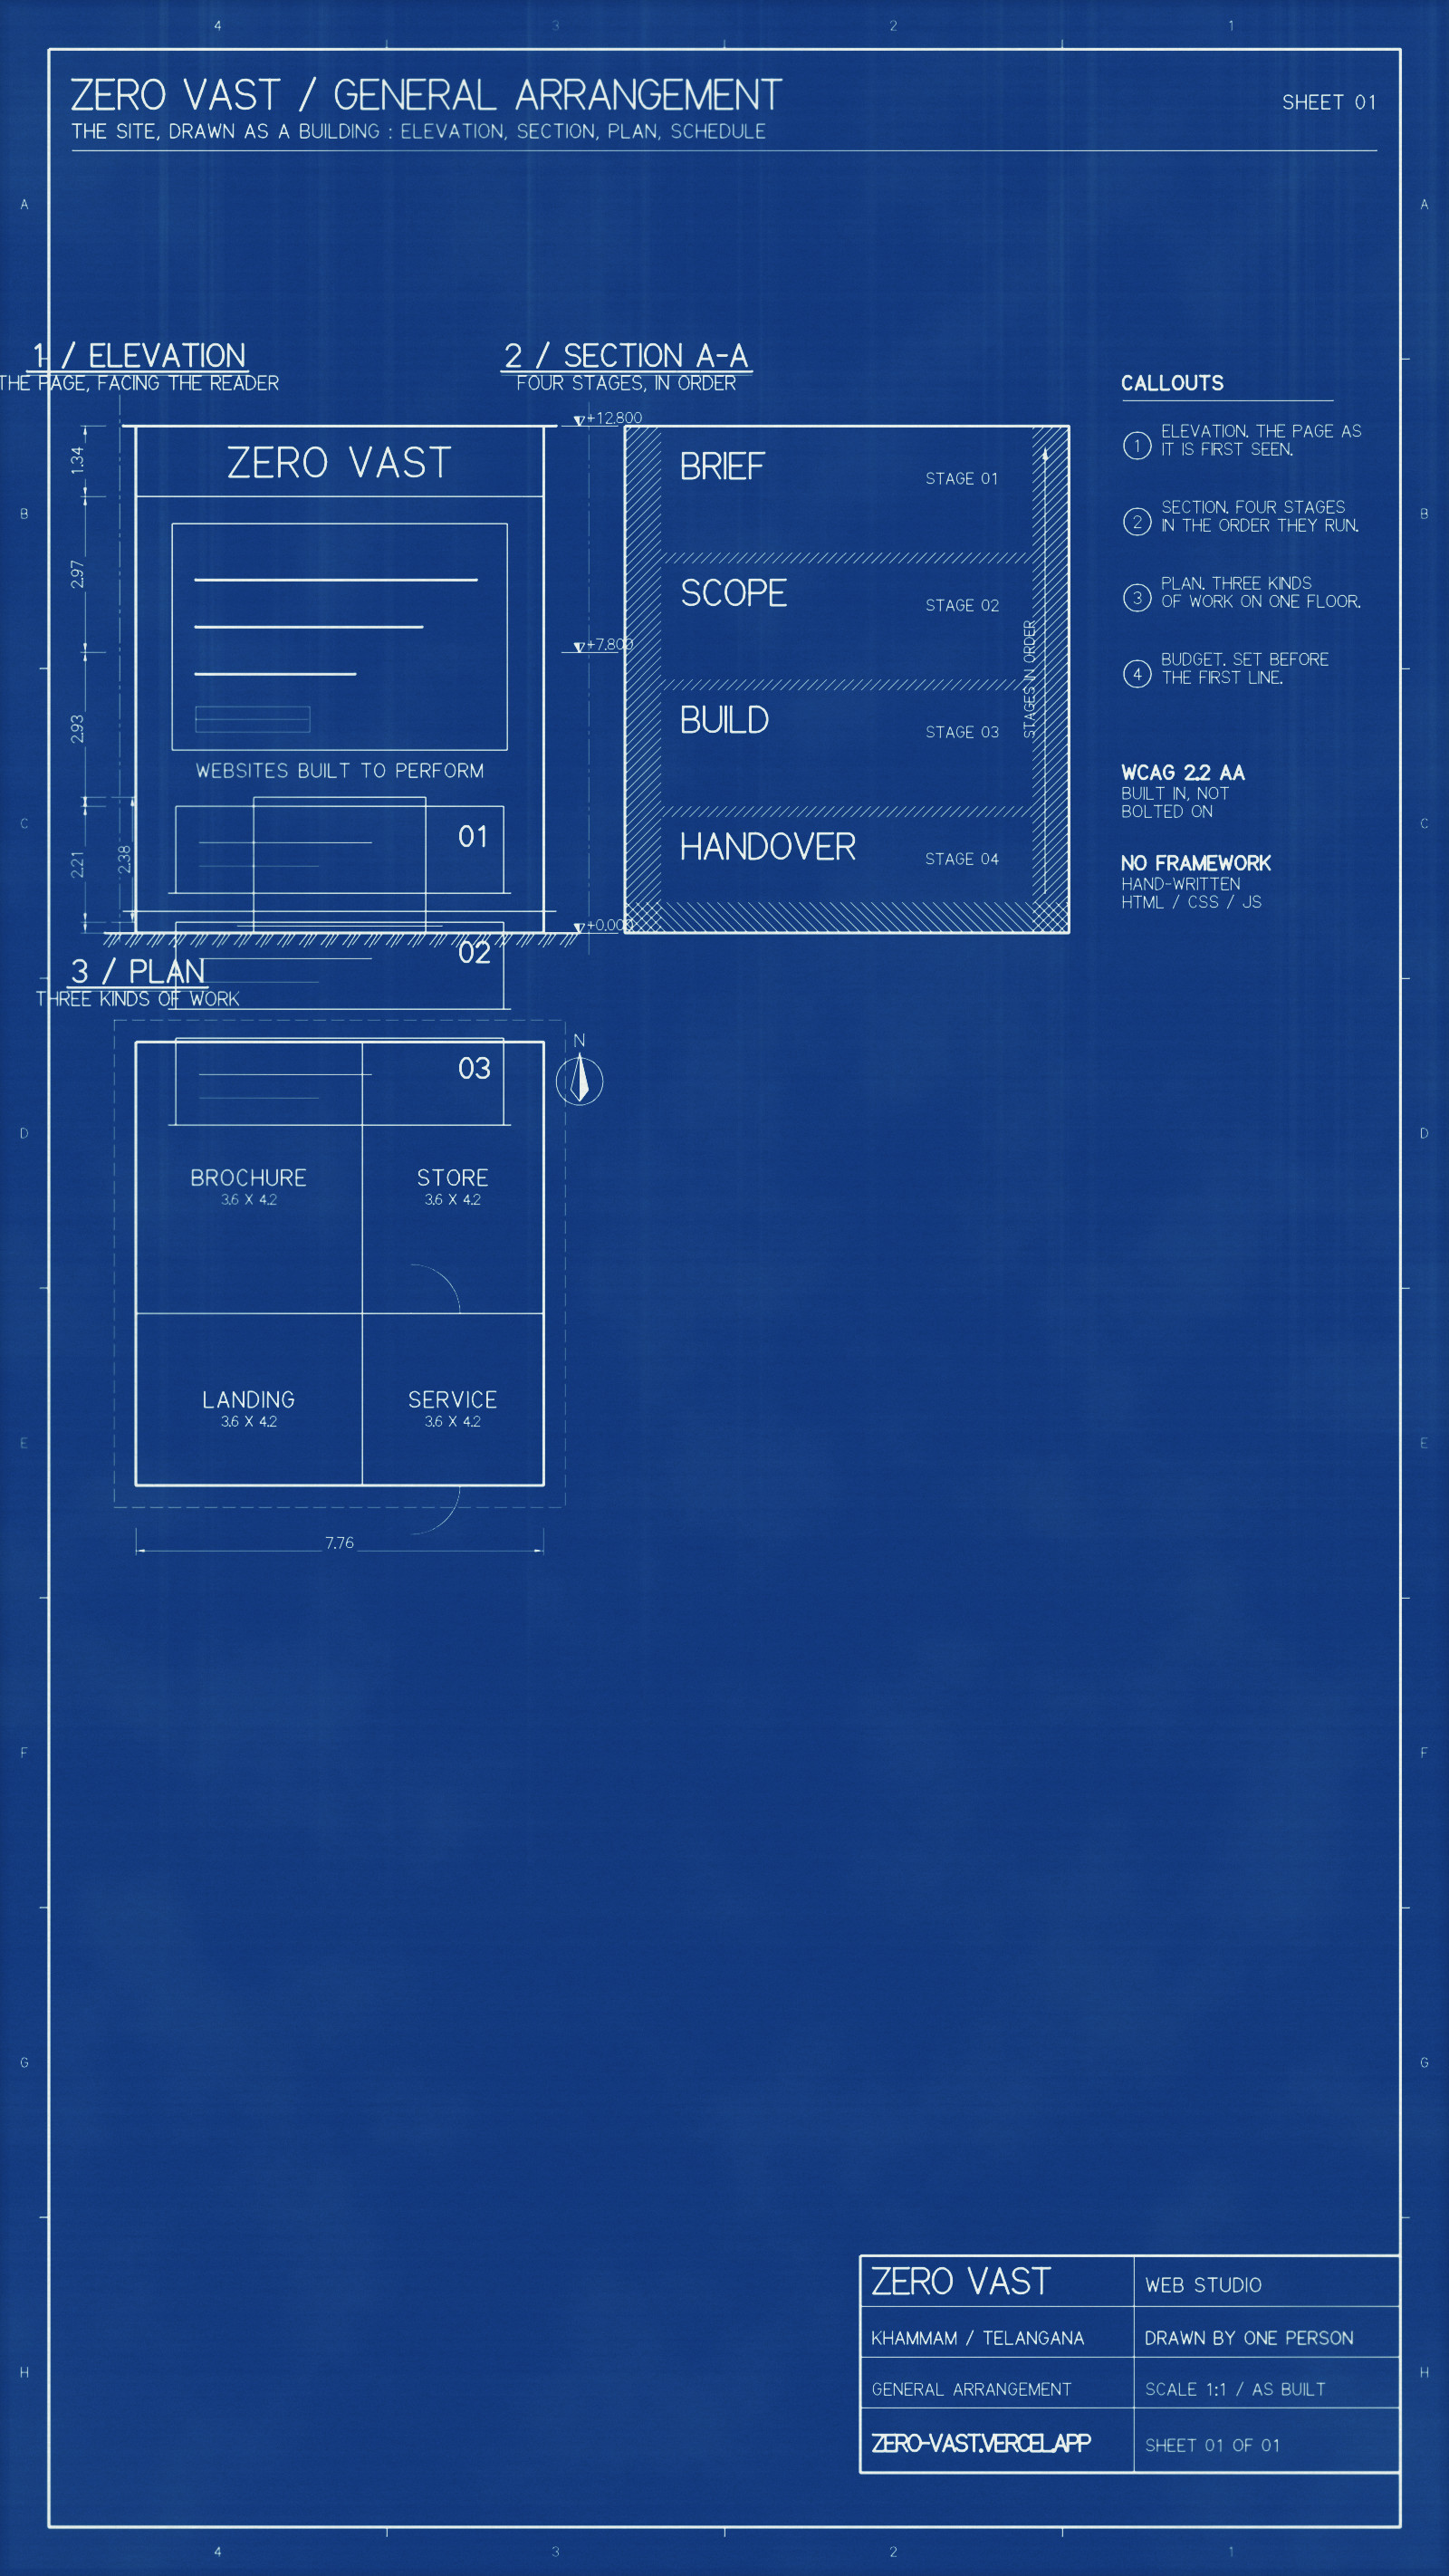 4 3 2 1
ZERO VAST / GENERAL ARRANGEMENT
SHEET 01
THE SITE, DRAWN AS A BUILDING : ELEVATION, SECTION, PLAN, SCHEDULE
A A
1 / ELEVATION
THE PAGE, FACING THE READER
2 / SECTION A-A
FOUR STAGES, IN ORDER
+12.800
+7.800
+0.000
1.34
2.97
2.93
2.21
2.38
ZERO VAST
WEBSITES BUILT TO PERFORM
01
02
03
BRIEF
STAGE 01
SCOPE
STAGE 02
BUILD
STAGE 03
HANDOVER
STAGE 04
STAGES IN ORDER
CALLOUTS
1 ELEVATION. THE PAGE AS
IT IS FIRST SEEN.
2 SECTION. FOUR STAGES
IN THE ORDER THEY RUN.
3 PLAN. THREE KINDS
OF WORK ON ONE FLOOR.
4 BUDGET. SET BEFORE
THE FIRST LINE.
WCAG 2.2 AA
BUILT IN, NOT
BOLTED ON
NO FRAMEWORK
HAND-WRITTEN
HTML / CSS / JS
B B
C C
3 / PLAN
THREE KINDS OF WORK
N
D D
BROCHURE
3.6 X 4.2
STORE
3.6 X 4.2
LANDING
3.6 X 4.2
SERVICE
3.6 X 4.2
E E
7.76
F F
G G
ZERO VAST
WEB STUDIO
KHAMMAM / TELANGANA
DRAWN BY ONE PERSON
H H
GENERAL ARRANGEMENT
SCALE 1:1 / AS BUILT
ZERO-VAST.VERCEL.APP
SHEET 01 OF 01
4 3 2 1